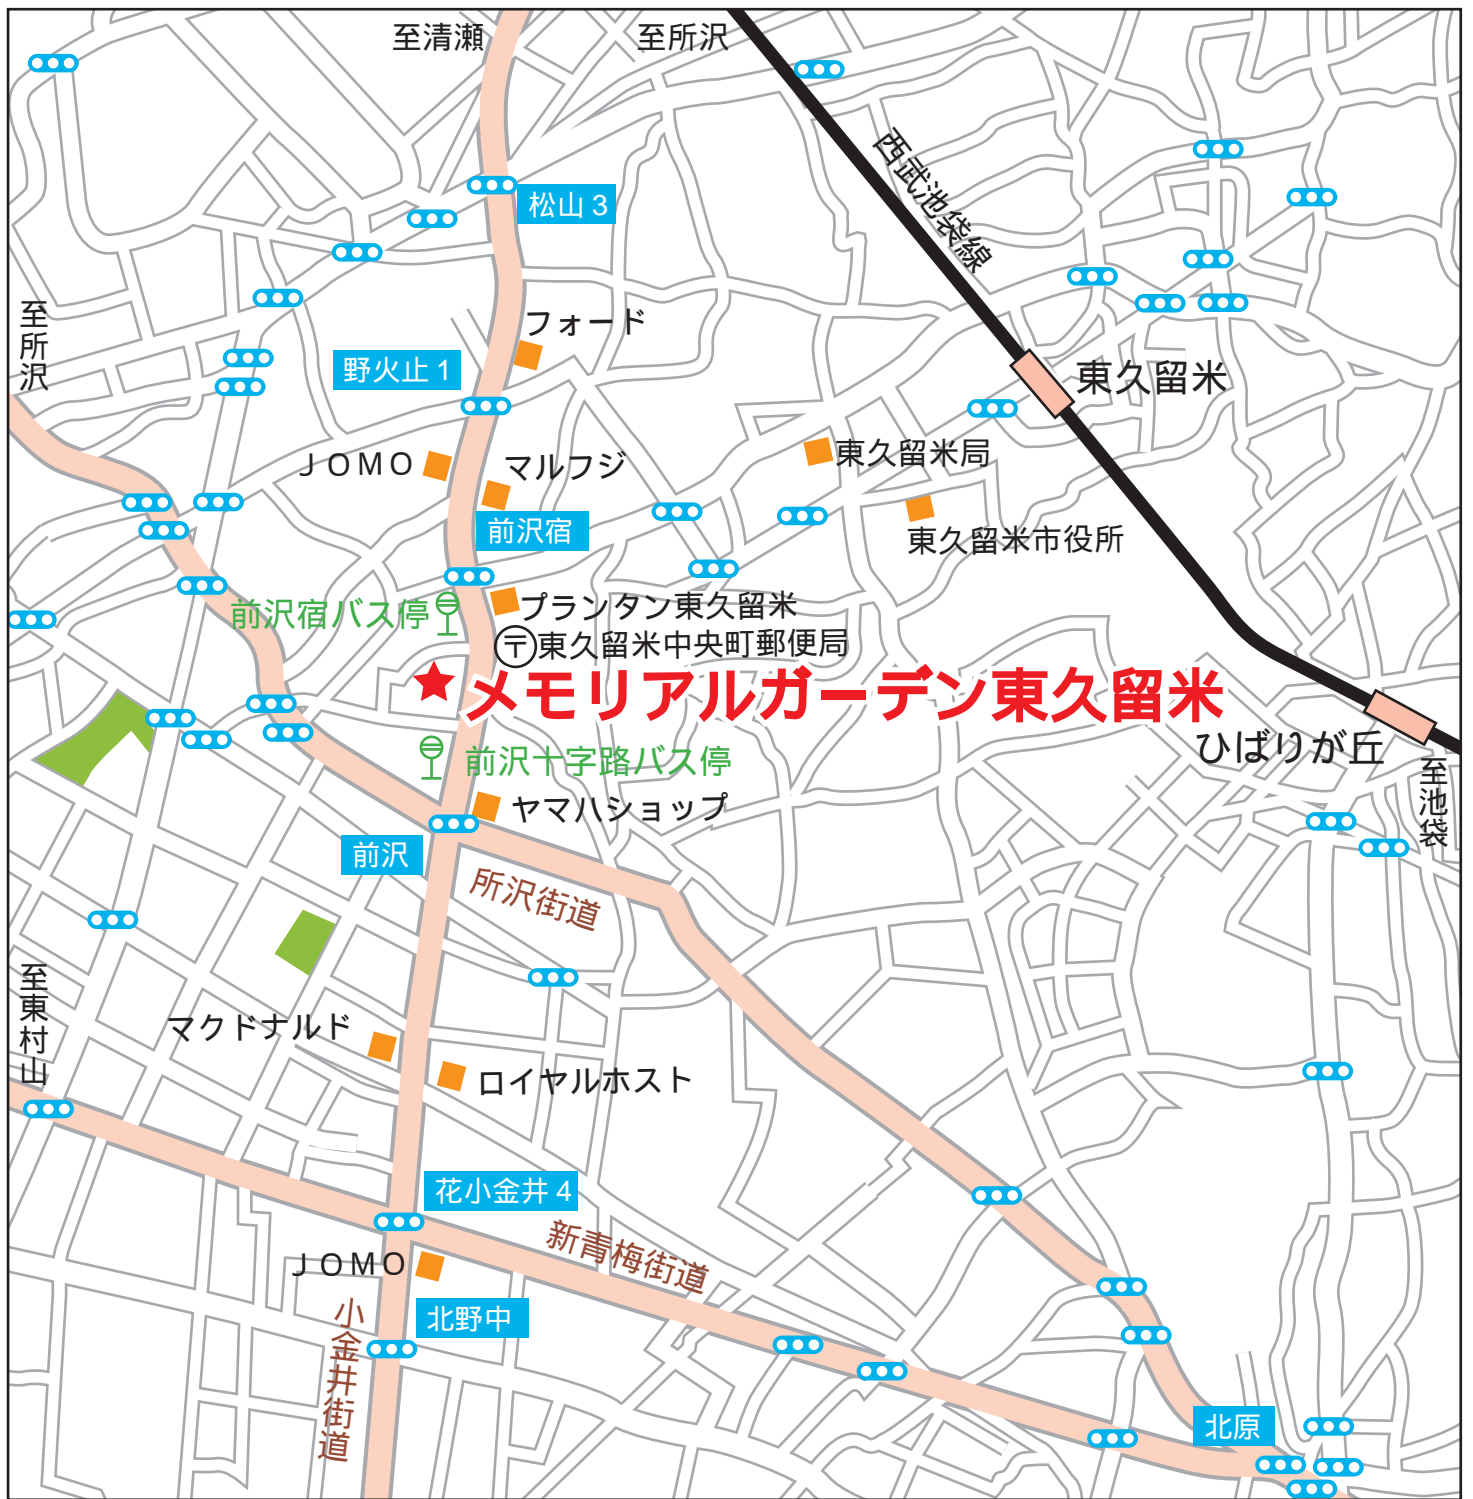 至清瀬
至所沢
西武池袋線
松山3
至所沢
フォード
野火止1
東久留米
JOMO
マルフジ
東久留米局
前沢宿
東久留米市役所
前沢宿バス停
プランタン東久留米
〒東久留米中央町郵便局
メモリアルガーデン東久留米
ひばりが丘
前沢十字路バス停
至池袋
ヤマハショップ
前沢
所沢街道
至東村山
マクドナルド
ロイヤルホスト
花小金井4
新青梅街道
JOMO
北野中
小金井街道
北原